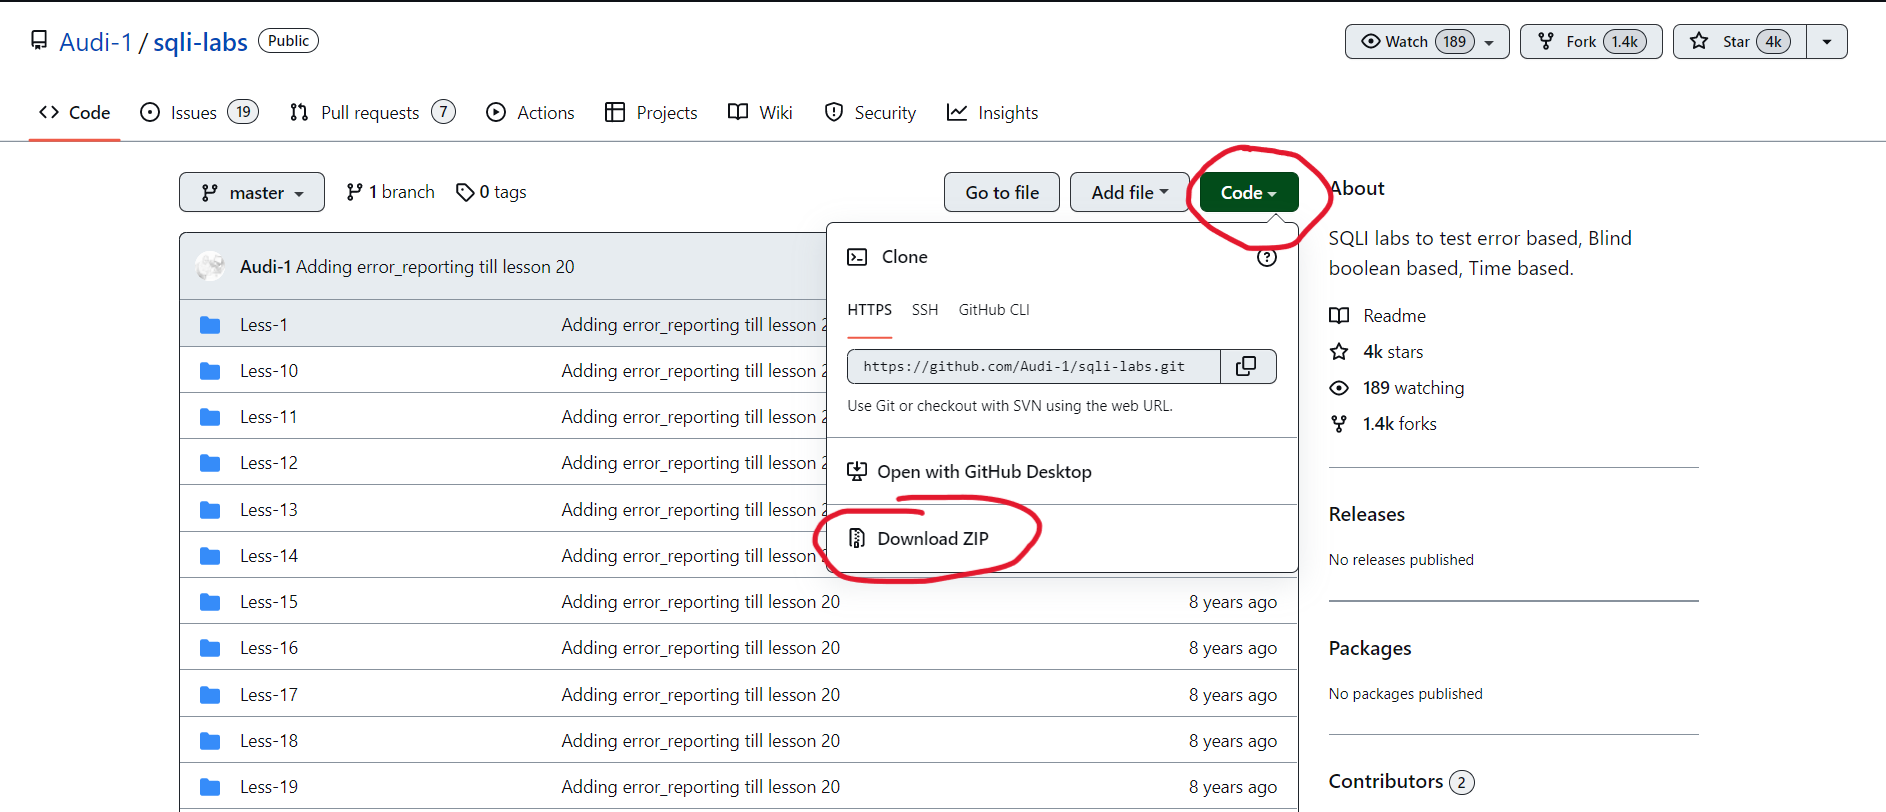 Audi-1 / sqli-labs Public
Watch 189 Fork 1.4k Star 4k
Code Issues 19 Pull requests 7 Actions Projects Wiki Security Insights
master 1 branch 0 tags Go to file Add file Code
Audi-1 Adding error_reporting till lesson 20
Less-1 Adding error_reporting till lesson 2
Less-10 Adding error_reporting till lesson 2
Less-11 Adding error_reporting till lesson 2
Less-12 Adding error_reporting till lesson 2
Less-13 Adding error_reporting till lesson 20
Less-14 Adding error_reporting till lesson 2
Less-15 Adding error_reporting till lesson 20 8 years ago
Less-16 Adding error_reporting till lesson 20 8 years ago
Less-17 Adding error_reporting till lesson 20 8 years ago
Less-18 Adding error_reporting till lesson 20 8 years ago
Less-19 Adding error_reporting till lesson 20 8 years ago
Clone
HTTPS SSH GitHub CLI
https://github.com/Audi-1/sqli-labs.git
Use Git or checkout with SVN using the web URL.
Open with GitHub Desktop
Download ZIP
About
SQLI labs to test error based, Blind
boolean based, Time based.
Readme
4k stars
189 watching
1.4k forks
Releases
No releases published
Packages
No packages published
Contributors 2